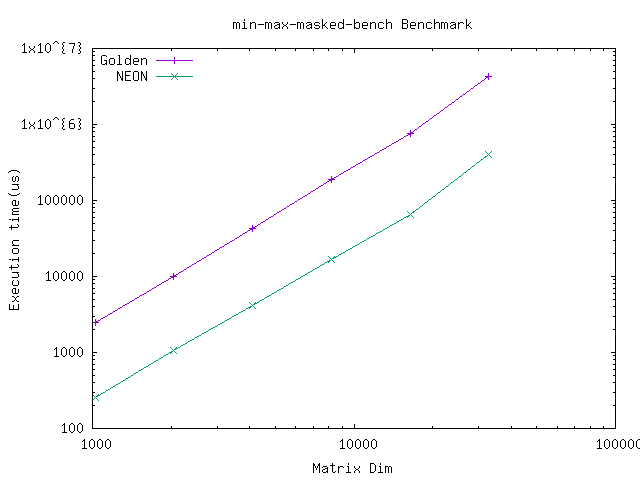 min-max-masked-bench Benchmark
1x10^{7}
Golden
NEON
1x10^{6}
100000
10000
1000
100
Execution time(us)
1000
10000
100000
Matrix Dim